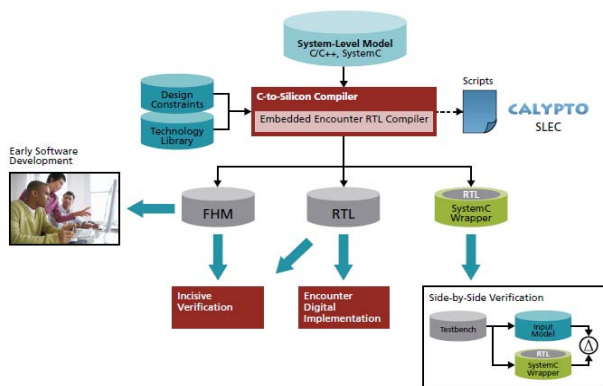 System-Level Model
C/C++, SystemC
Design
Constraints
Technology
Library
C-to-Silicon Compiler
Embedded Encounter RTL Compiler
Scripts
CALYPTO
SLEC
Early Software
Development
FHM
RTL
RTL
SystemC
Wrapper
Incisive
Verification
Encounter
Digital
Implementation
Side-by-Side Verification
Testbench
Input
Model
RTL
SystemC
Wrapper
Δ